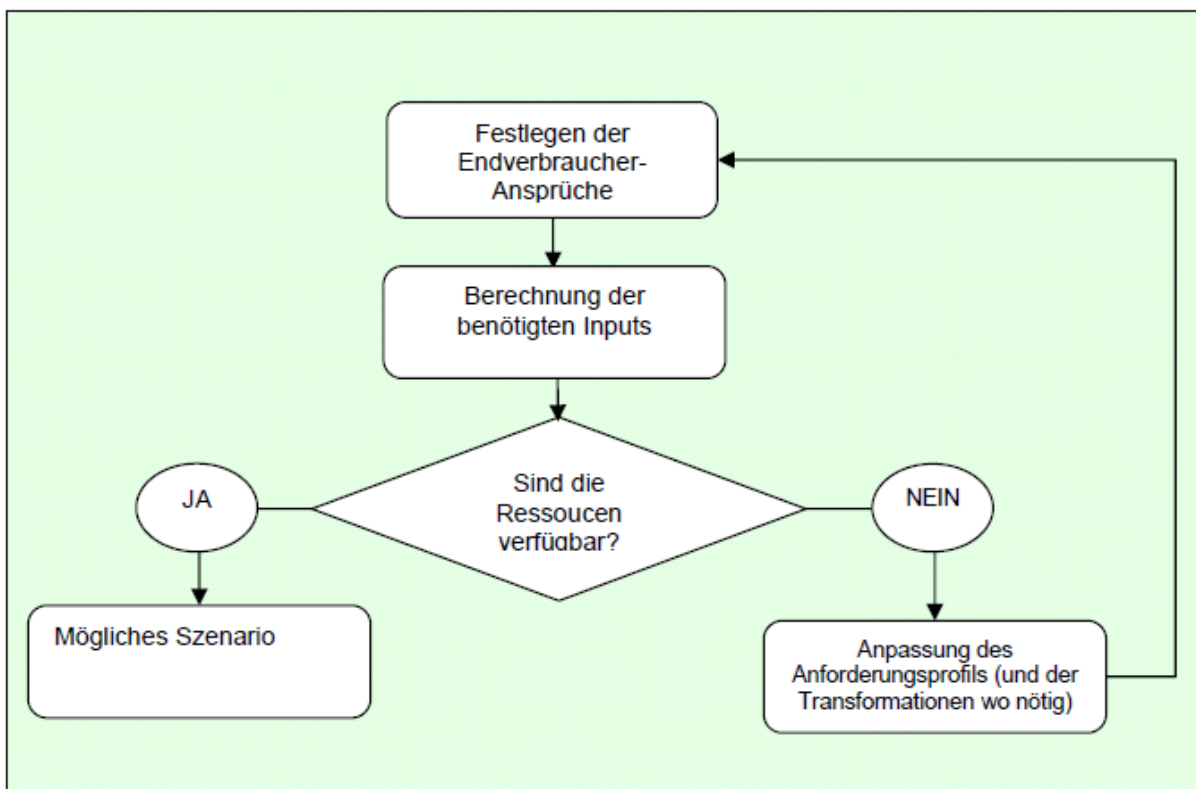 Festlegen der
Endverbraucher-
Ansprüche
Berechnung der
benötigten Inputs
Sind die
Ressoucen
verfügbar?
JA
NEIN
Mögliches Szenario
Anpassung des
Anforderungsprofils (und der
Transformationen wo nötig)